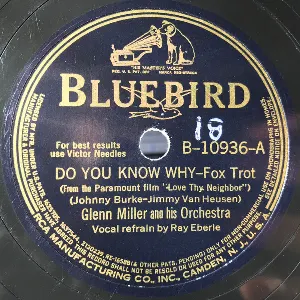 "HIS MASTER'S VOICE"
BLUEBIRD
18
For best results
use Victor Needles
B-10936-A
DO YOU KNOW WHY-Fox Trot
(From the Paramount film "Love Thy Neighbor")
(Johnny Burke-Jimmy Van Heusen)
Glenn Miller and his Orchestra
Vocal refrain by Ray Eberle
RCA MANUFACTURING CO., INC., CAMDEN, N. J., U. S. A.